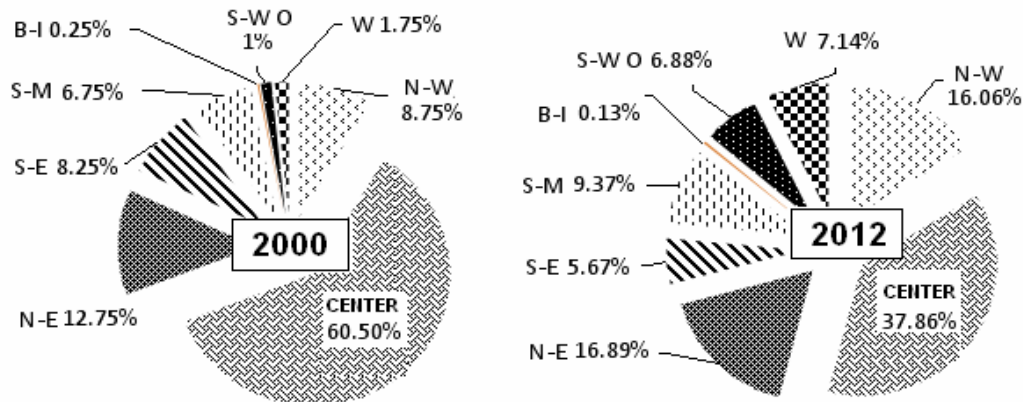 S-W O
1%
W 1.75%
B-I 0.25%
S-M 6.75%
N-W
8.75%
S-E 8.25%
2000
CENTER
60.50%
N-E 12.75%
W 7.14%
S-W O 6.88%
N-W
16.06%
B-I 0.13%
S-M 9.37%
2012
S-E 5.67%
CENTER
37.86%
N-E 16.89%